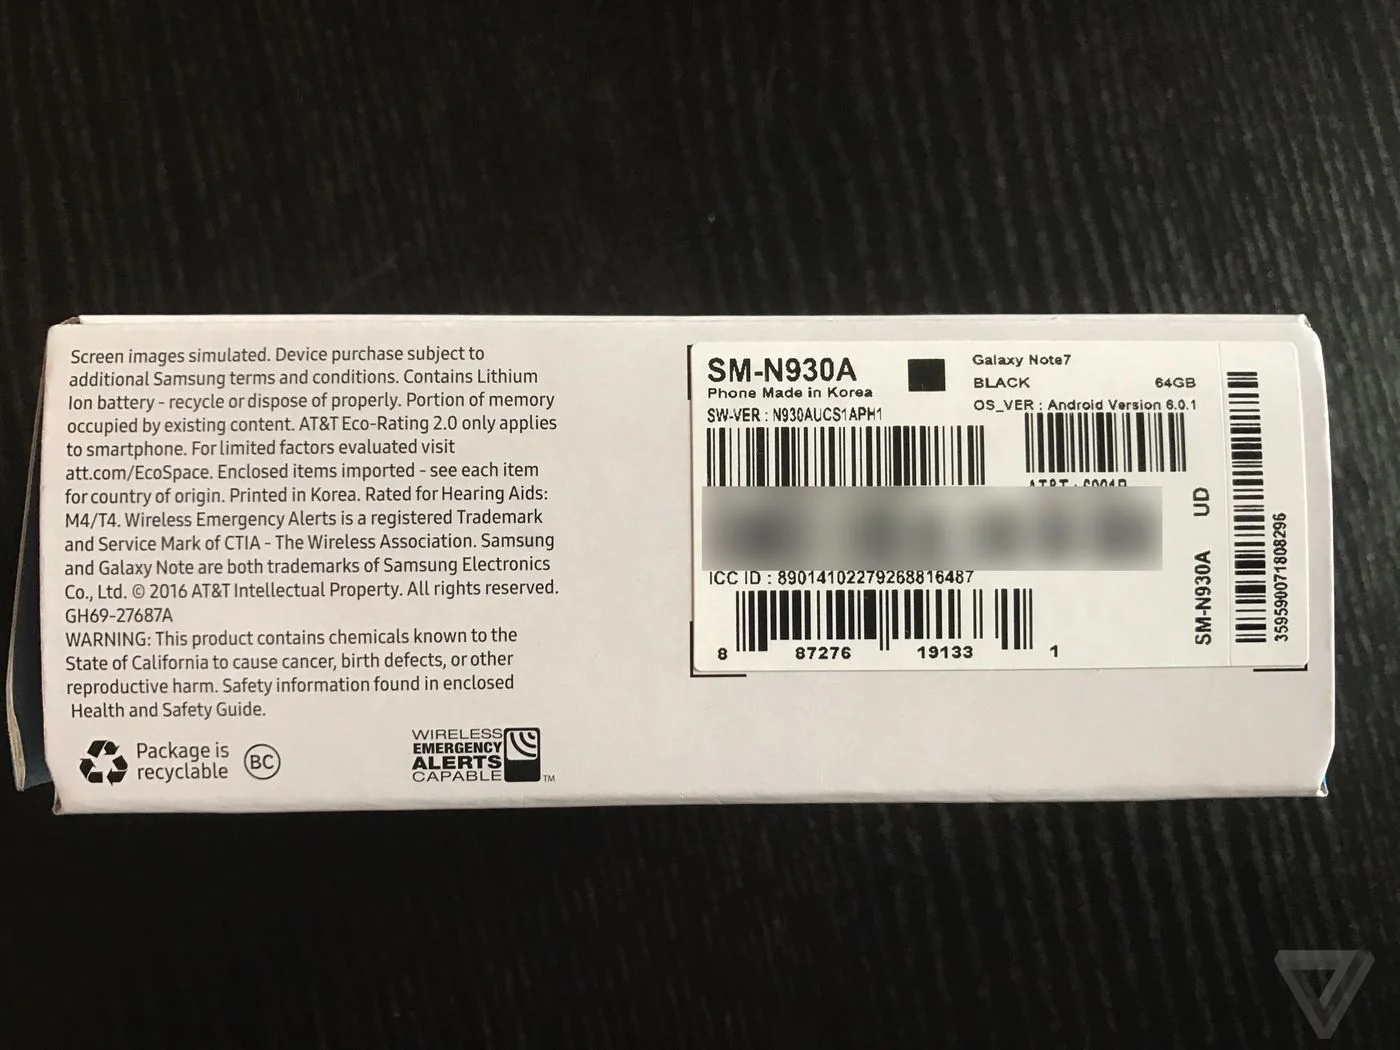 Screen images simulated. Device purchase subject to
additional Samsung terms and conditions. Contains Lithium
Ion battery - recycle or dispose of properly. Portion of memory
occupied by existing content. AT&T Eco-Rating 2.0 only applies
to smartphone. For limited factors evaluated visit
att.com/EcoSpace. Enclosed items imported - see each item
for country of origin. Printed in Korea. Rated for Hearing Aids:
M4/T4. Wireless Emergency Alerts is a registered Trademark
and Service Mark of CTIA - The Wireless Association. Samsung
and Galaxy Note are both trademarks of Samsung Electronics
Co., Ltd. © 2016 AT&T Intellectual Property. All rights reserved.
GH69-27687A
WARNING: This product contains chemicals known to the
State of California to cause cancer, birth defects, or other
reproductive harm. Safety information found in enclosed
Health and Safety Guide.
Package is
recyclable
BC
WIRELESS
EMERGENCY
ALERTS
CAPABLE
TM
SM-N930A
Phone Made in Korea
SW-VER : N930AUCS1APH1
Galaxy Note7
BLACK 64GB
OS_VER : Android Version 6.0.1
ICC ID : 89014102279268816487
8 87276 19133 1
SM-N930A UD
359590071808296